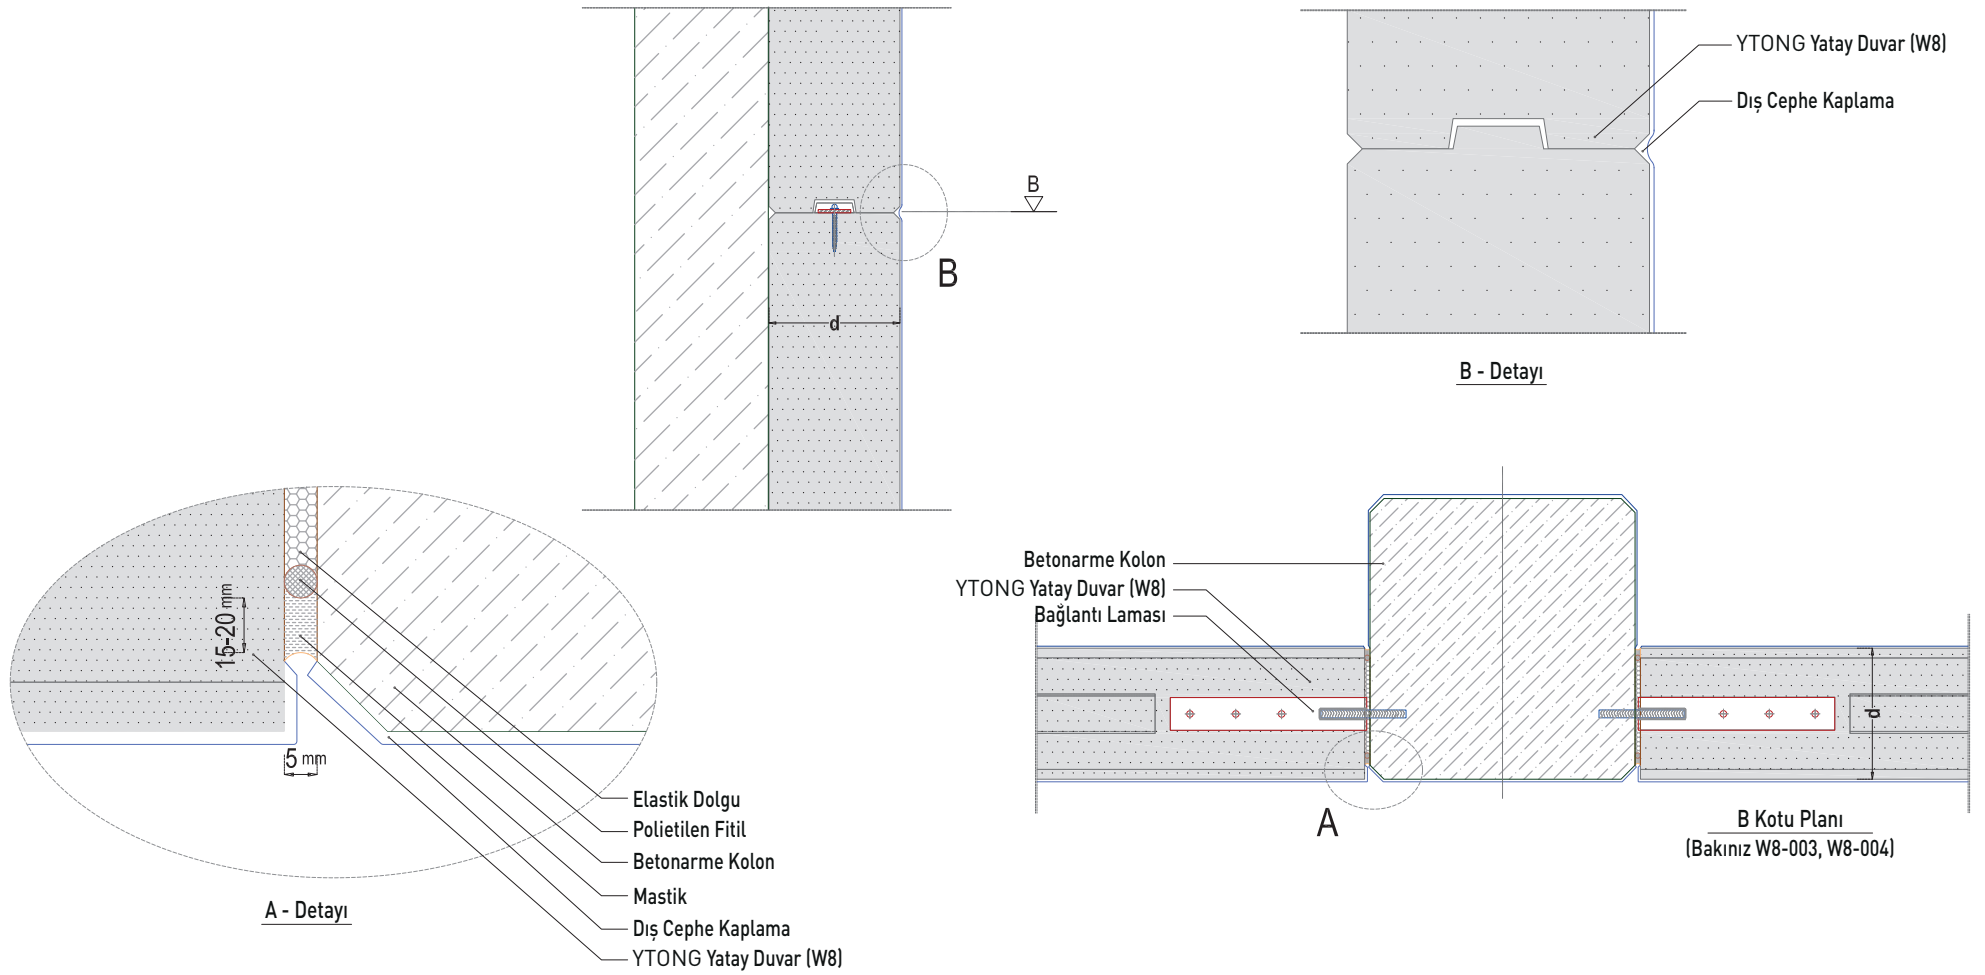 B
B
d
YTONG Yatay Duvar (W8)
Dış Cephe Kaplama
B - Detayı
15-20 mm
5 mm
Elastik Dolgu
Polietilen Fitil
Betonarme Kolon
Mastik
Dış Cephe Kaplama
YTONG Yatay Duvar (W8)
A - Detayı
Betonarme Kolon
YTONG Yatay Duvar (W8)
Bağlantı Laması
d
A
B Kotu Planı
(Bakınız W8-003, W8-004)